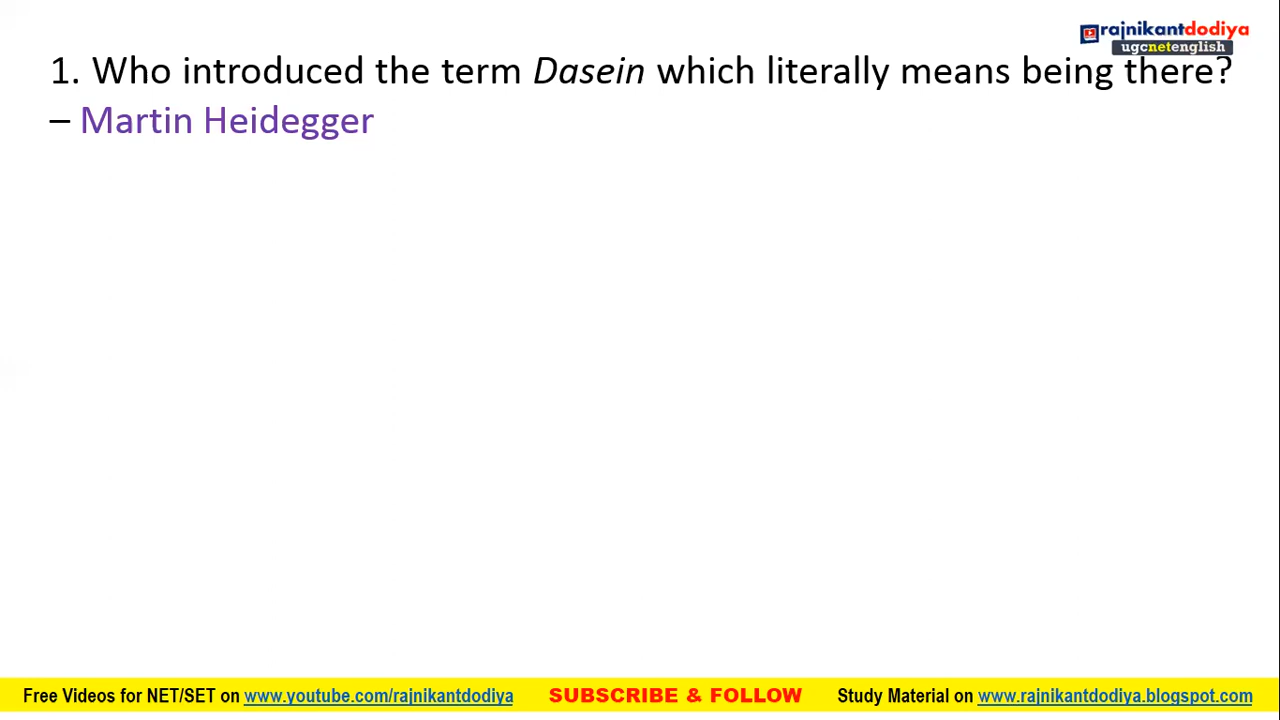 rajnikantdodiya
ugcnetenglish
1. Who introduced the term Dasein which literally means being there?
– Martin Heidegger
Free Videos for NET/SET on www.youtube.com/rajnikantdodiya SUBSCRIBE & FOLLOW Study Material on www.rajnikantdodiya.blogspot.com